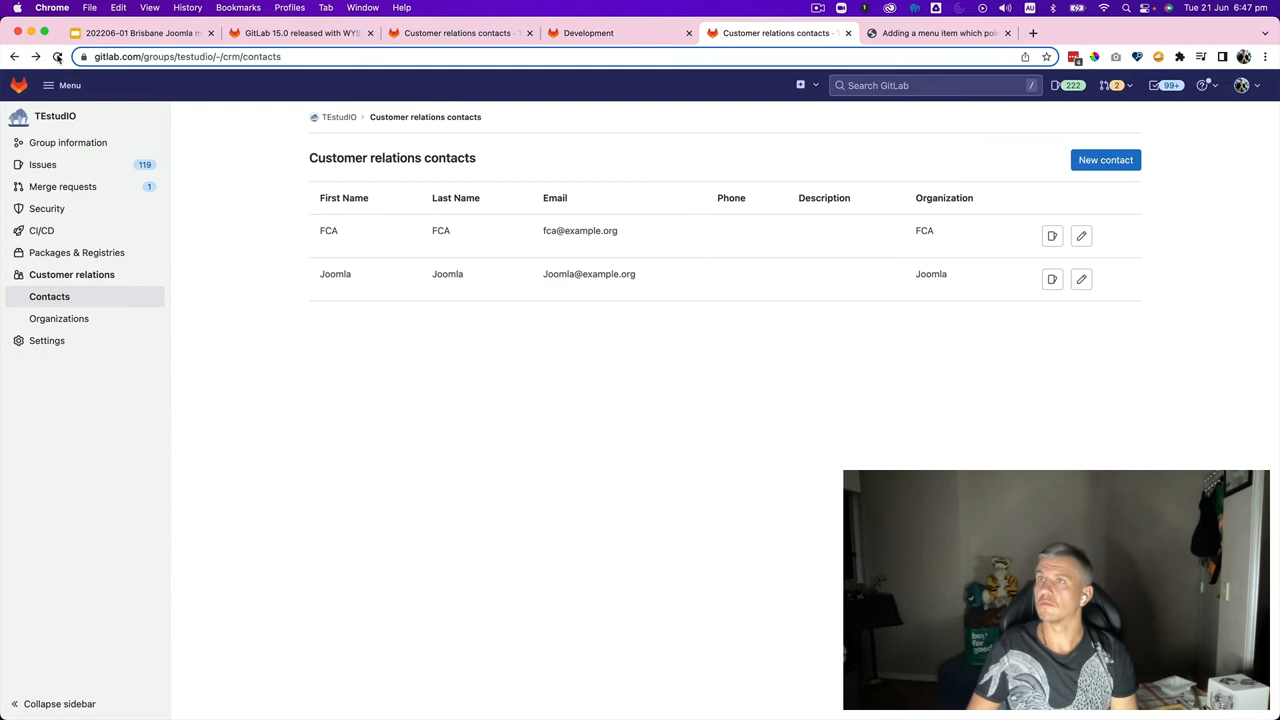 Chrome File Edit View History Bookmarks Profiles Tab Window Help 1 AU Tue 21 Jun 6:47 pm
202206-01 Brisbane Joomla m GitLab 15.0 released with WYS Customer relations contacts · T Development Customer relations contacts · T Adding a menu item which poi
gitlab.com/groups/testudio/-/crm/contacts 4
Menu Search GitLab / 222 2 99+
TEstudIO
Group information
Issues 119
Merge requests 1
Security
CI/CD
Packages & Registries
Customer relations
Contacts
Organizations
Settings
Collapse sidebar
TEstudIO › Customer relations contacts
Customer relations contacts New contact
First Name Last Name Email Phone Description Organization
FCA FCA fca@example.org FCA
Joomla Joomla Joomla@example.org Joomla